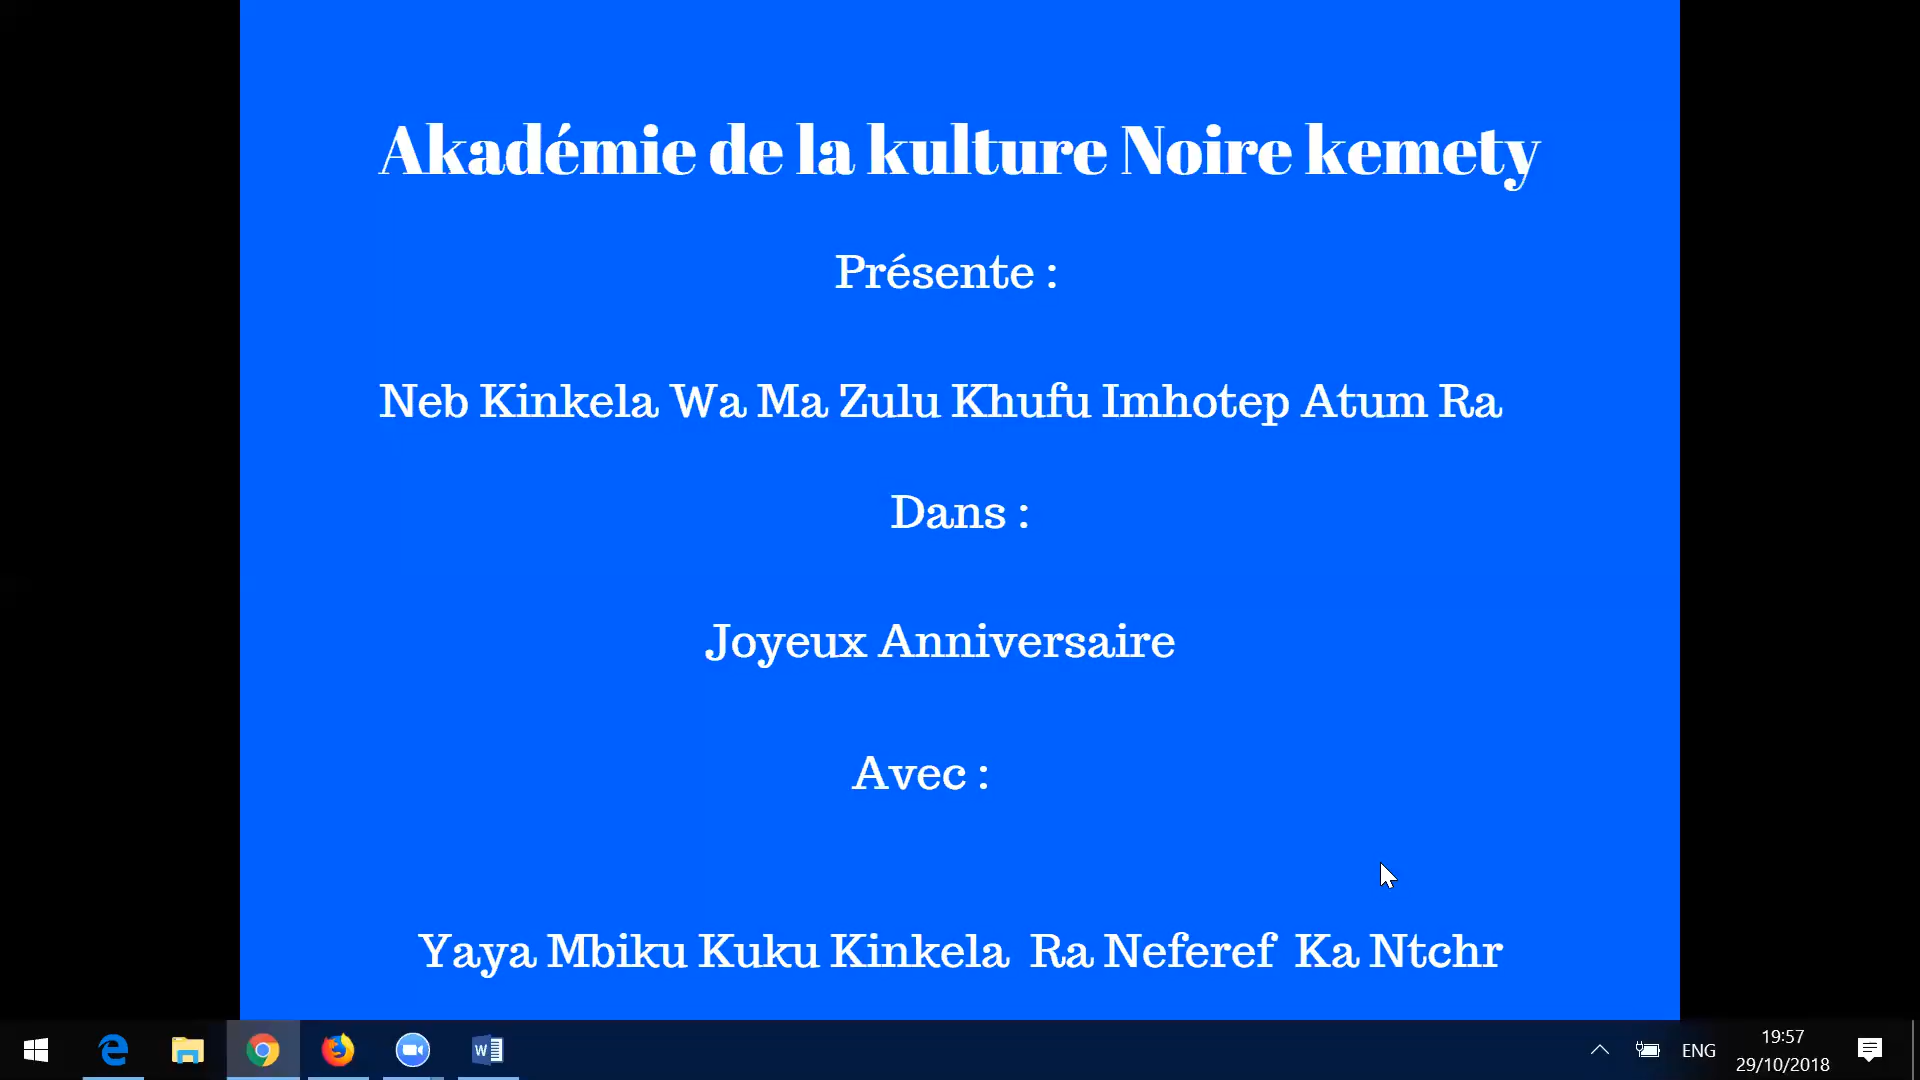 Akadémie de la kulture Noire kemety
Présente :
Neb Kinkela Wa Ma Zulu Khufu Imhotep Atum Ra
Dans :
Joyeux Anniversaire
Avec :
Yaya Mbiku Kuku Kinkela Ra Neferef Ka Ntchr
ENG
19:57
29/10/2018